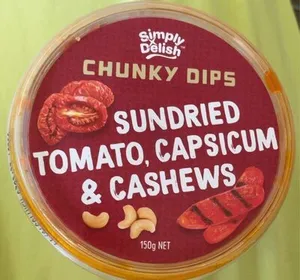 Simply
Delish
CHUNKY DIPS
SUNDRIED
TOMATO, CAPSICUM
& CASHEWS
150g NET